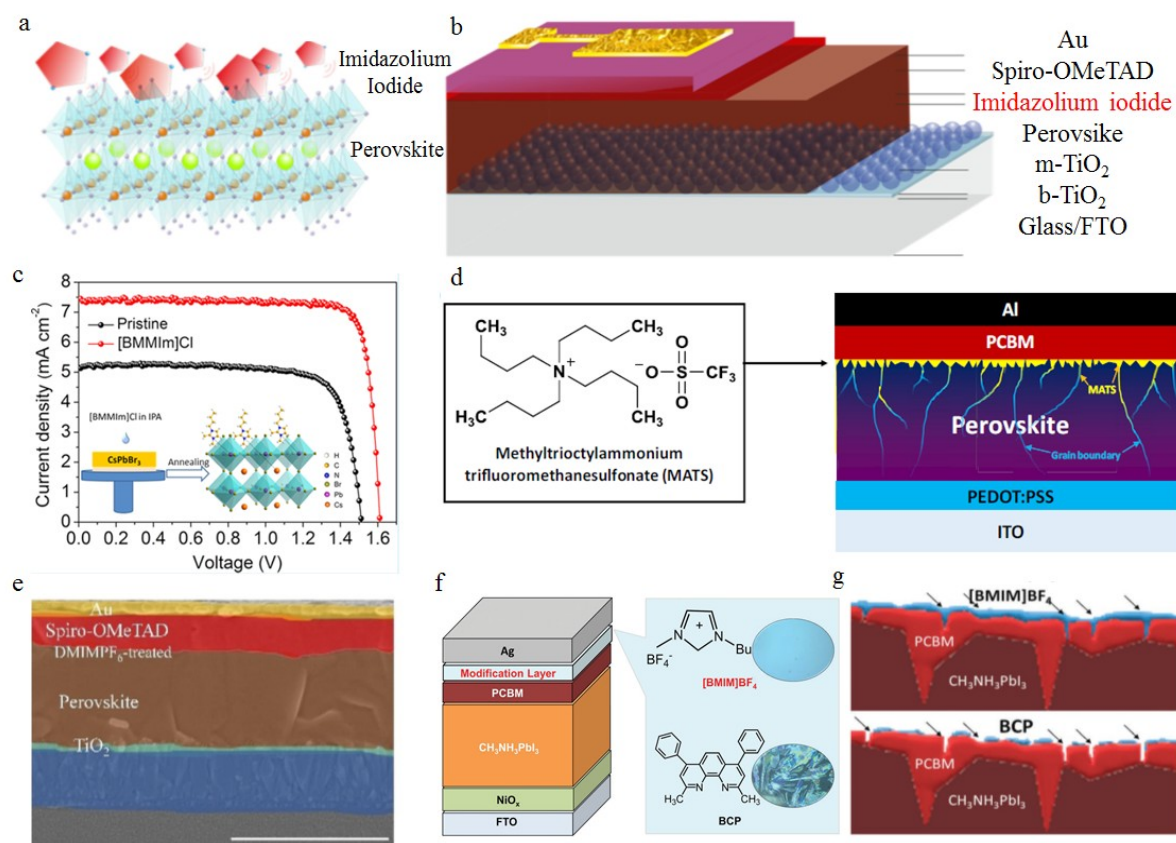 a
Imidazolium
Iodide
Perovskite
b
Au
Spiro-OMeTAD
Imidazolium iodide
Perovsike
m-TiO2
b-TiO2
Glass/FTO
c
8
7
6
5
4
3
2
1
0
Current density (mA cm-2)
Pristine
[BMMIm]Cl
[BMMIm]Cl in IPA
CsPbBr3
Annealing
H
C
N
Br
Pb
Cs
0.0 0.2 0.4 0.6 0.8 1.0 1.2 1.4 1.6
Voltage (V)
d
CH3
CH3
N
+
H3C
CH3
−O
O
S
O
CF3
Methyltrioctylammonium
trifluoromethanesulfonate (MATS)
Al
PCBM
MATS
Perovskite
Grain boundary
PEDOT:PSS
ITO
e
Au
Spiro-OMeTAD
DMIMPF6-treated
Perovskite
TiO2
f
Ag
Modification Layer
PCBM
CH3NH3PbI3
NiOx
FTO
N
+
N
BF4-
Bu
[BMIM]BF4
N
N
CH3
CH3
BCP
g
[BMIM]BF4
PCBM
CH3NH3PbI3
BCP
PCBM
CH3NH3PbI3